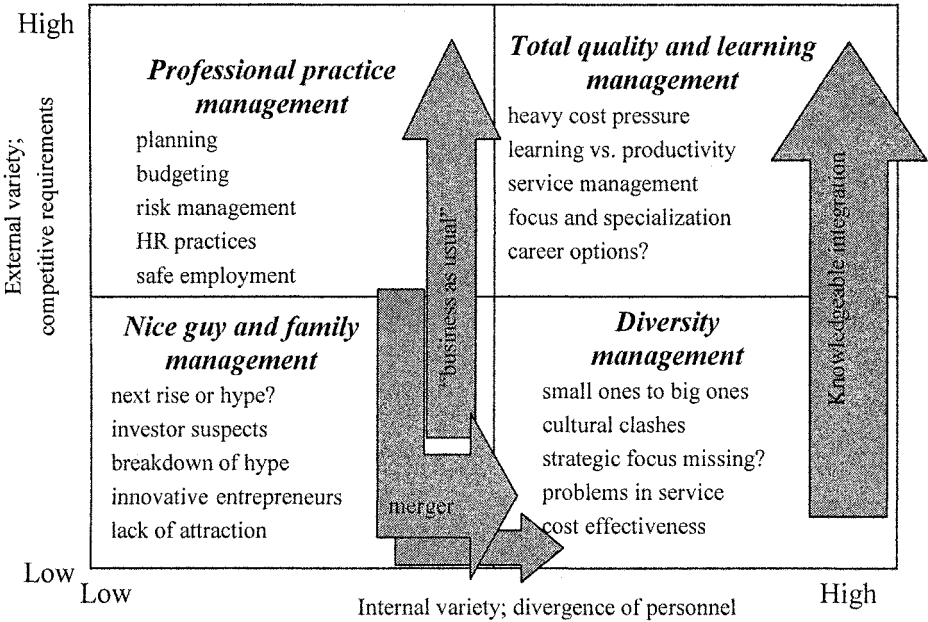 High
External variety;
competitive requirements
Professional practice
management
planning
budgeting
risk management
HR practices
safe employment
"business as usual"
Total quality and learning
management
heavy cost pressure
learning vs. productivity
service management
focus and specialization
career options?
Knowledgeable integration
Nice guy and family
management
next rise or hype?
investor suspects
breakdown of hype
innovative entrepreneurs
lack of attraction
merger
Diversity
management
small ones to big ones
cultural clashes
strategic focus missing?
problems in service
cost effectiveness
Low
Low
Internal variety; divergence of personnel
High